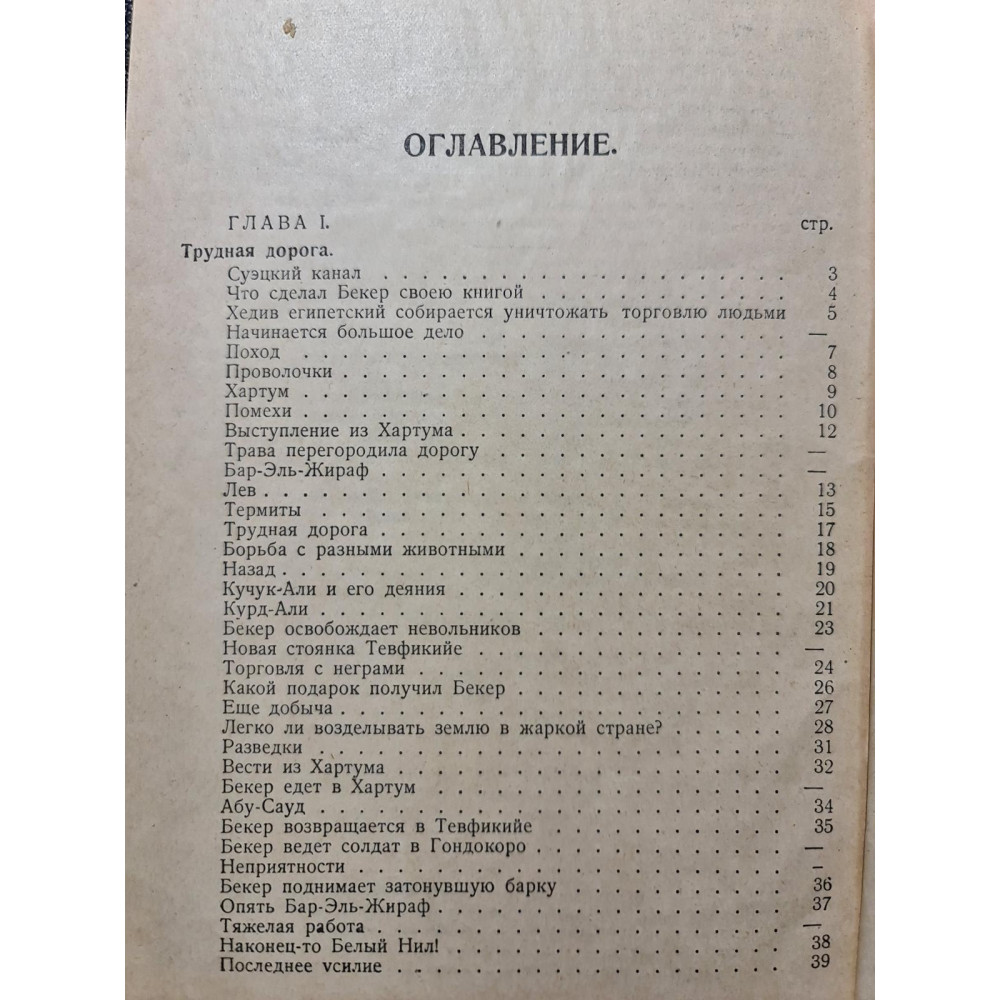 ОГЛАВЛЕНИЕ.
ГЛАВА I. стр.
Трудная дорога.
Суэцкий канал . . . . . . . . . . . . . . . . . . 3
Что сделал Бекер своею книгой . . . . . . . . . . . . 4
Хедив египетский собирается уничтожать торговлю людьми 5
Начинается большое дело . . . . . . . . . . . . . . —
Поход . . . . . . . . . . . . . . . . . . . . . 7
Проволочки . . . . . . . . . . . . . . . . . . . 8
Хартум . . . . . . . . . . . . . . . . . . . . . 9
Помехи . . . . . . . . . . . . . . . . . . . . . 10
Выступление из Хартума . . . . . . . . . . . . . . . 12
Трава перегородила дорогу . . . . . . . . . . . . . —
Бар-Эль-Жираф . . . . . . . . . . . . . . . . . . —
Лев . . . . . . . . . . . . . . . . . . . . . . 13
Термиты . . . . . . . . . . . . . . . . . . . . 15
Трудная дорога . . . . . . . . . . . . . . . . . . 17
Борьба с разными животными . . . . . . . . . . . . . 18
Назад . . . . . . . . . . . . . . . . . . . . . 19
Кучук-Али и его деяния . . . . . . . . . . . . . . . 20
Курд-Али . . . . . . . . . . . . . . . . . . . . 21
Бекер освобождает невольников . . . . . . . . . . . . 23
Новая стоянка Тевфикийе . . . . . . . . . . . . . . —
Торговля с неграми . . . . . . . . . . . . . . . . 24
Какой подарок получил Бекер . . . . . . . . . . . . . 26
Еще добыча . . . . . . . . . . . . . . . . . . . 27
Легко ли возделывать землю в жаркой стране? . . . . . . 28
Разведки . . . . . . . . . . . . . . . . . . . . 31
Вести из Хартума . . . . . . . . . . . . . . . . . 32
Бекер едет в Хартум . . . . . . . . . . . . . . . . —
Абу-Сауд . . . . . . . . . . . . . . . . . . . . 34
Бекер возвращается в Тевфикийе . . . . . . . . . . . 35
Бекер ведет солдат в Гондокоро . . . . . . . . . . . . —
Неприятности . . . . . . . . . . . . . . . . . . . –
Бекер поднимает затонувшую барку . . . . . . . . . . 36
Опять Бар-Эль-Жираф . . . . . . . . . . . . . . . . 37
Тяжелая работа . . . . . . . . . . . . . . . . . . —
Наконец-то Белый Нил! . . . . . . . . . . . . . . . 38
Последнее усилие . . . . . . . . . . . . . . . . . 39